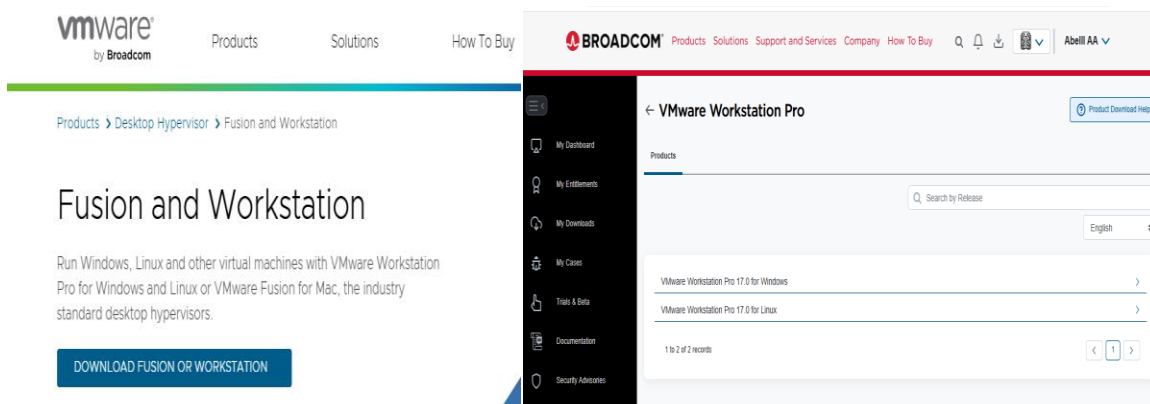 vmware®
by Broadcom
Products
Solutions
How To Buy
Products > Desktop Hypervisor > Fusion and Workstation
Fusion and Workstation
Run Windows, Linux and other virtual machines with VMware Workstation
Pro for Windows and Linux or VMware Fusion for Mac, the industry
standard desktop hypervisors.
DOWNLOAD FUSION OR WORKSTATION
BROADCOM®
Products Solutions Support and Services Company How To Buy
Abelll AA
VMware Workstation Pro
Product Download Help
My Dashboard
My Entitlements
My Downloads
My Cases
Trials & Beta
Documentation
Security Advisories
Products
Search by Release
English
VMware Workstation Pro 17.0 for Windows
VMware Workstation Pro 17.0 for Linux
1 to 2 of 2 records
1